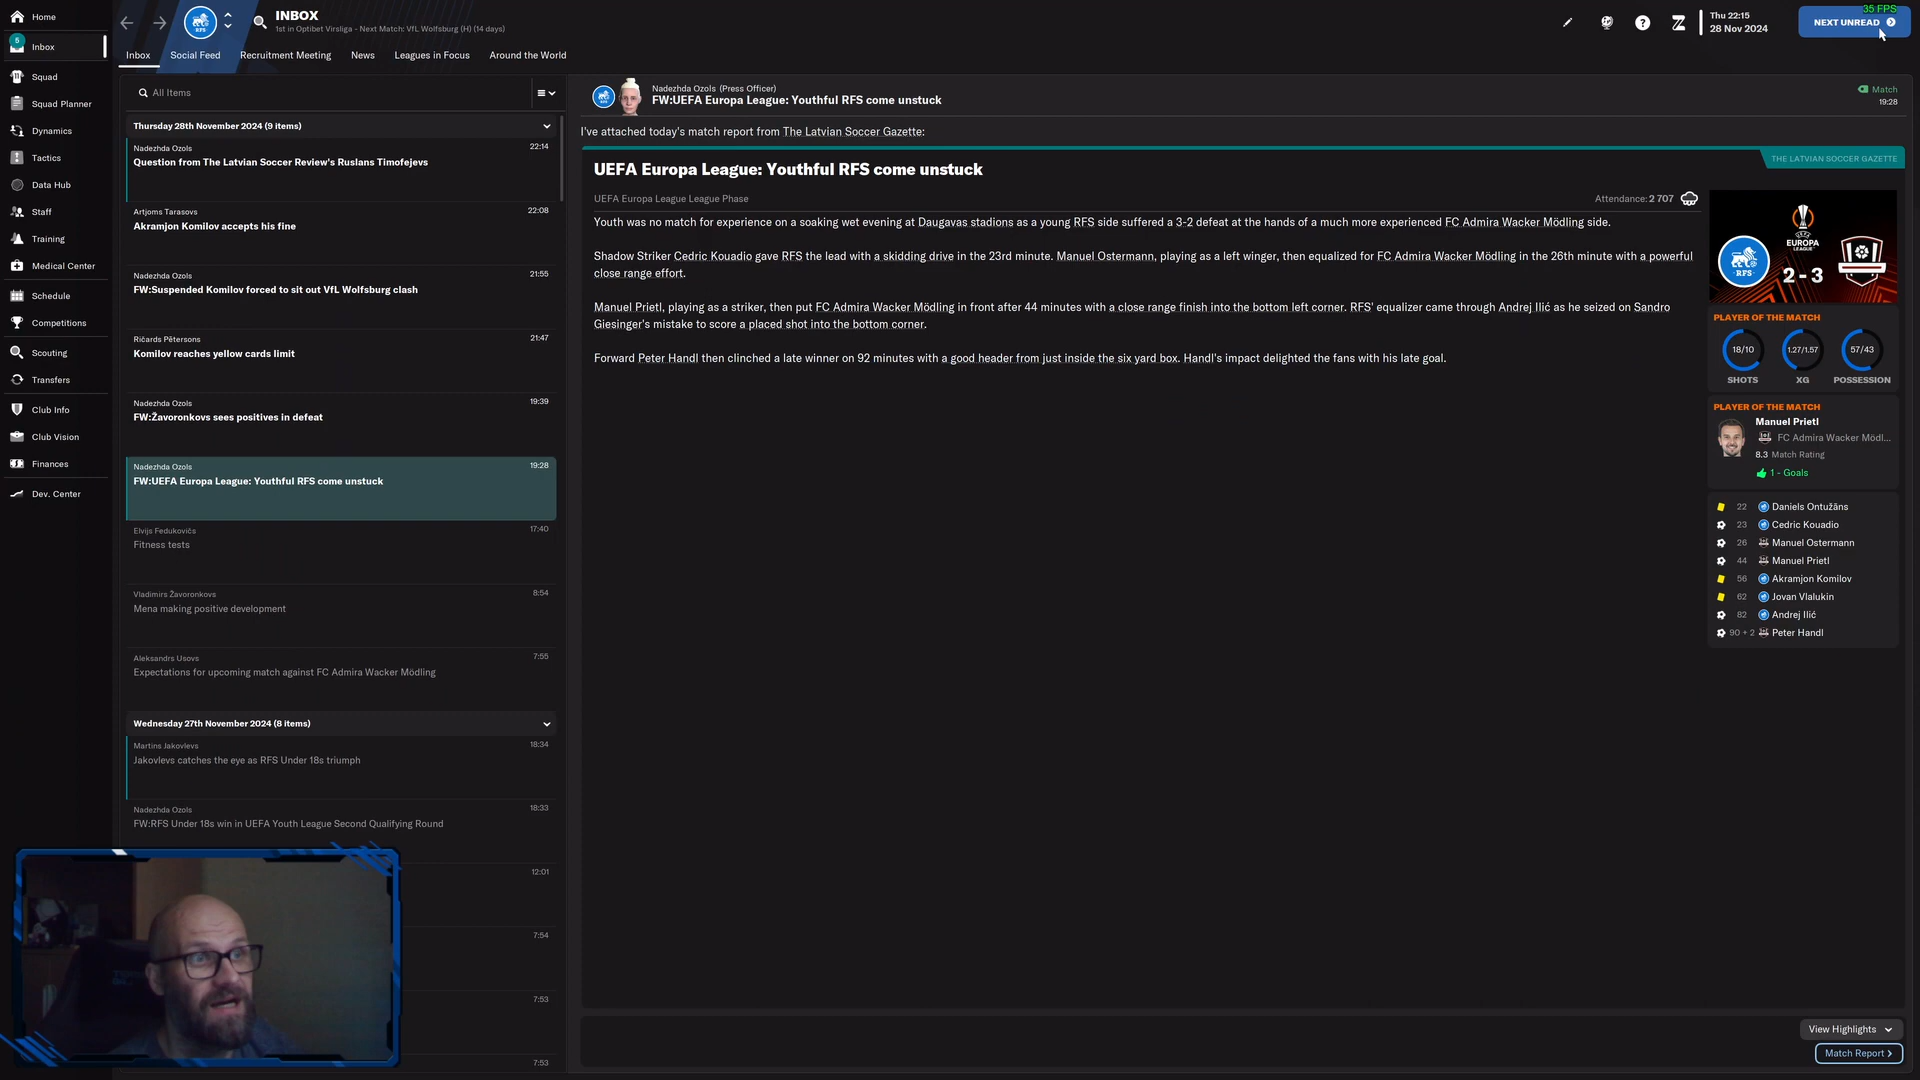 Home
Inbox
5
Squad
Squad Planner
Dynamics
Tactics
Data Hub
Staff
Training
Medical Center
Schedule
Competitions
Scouting
Transfers
Club Info
Club Vision
Finances
Dev. Center
RFS
INBOX
1st in Optibet Virsliga - Next Match: VfL Wolfsburg (H) (14 days)
Thu 22:15
28 Nov 2024
35 FPS
NEXT UNREAD
Inbox
Social Feed
Recruitment Meeting
News
Leagues in Focus
Around the World
All Items
Thursday 28th November 2024 (9 items)
Nadezhda Ozols
22:14
Question from The Latvian Soccer Review's Ruslans Timofejevs
Artjoms Tarasovs
22:08
Akramjon Komilov accepts his fine
Nadezhda Ozols
21:55
FW:Suspended Komilov forced to sit out VfL Wolfsburg clash
Ričards Pētersons
21:47
Komilov reaches yellow cards limit
Nadezhda Ozols
19:39
FW:Žavoronkovs sees positives in defeat
Nadezhda Ozols
19:28
FW:UEFA Europa League: Youthful RFS come unstuck
Elvijs Fedukovičs
17:40
Fitness tests
Vladimirs Žavoronkovs
8:54
Mena making positive development
Aleksandrs Usovs
7:55
Expectations for upcoming match against FC Admira Wacker Mödling
Wednesday 27th November 2024 (8 items)
Martins Jakovlevs
18:34
Jakovlevs catches the eye as RFS Under 18s triumph
Nadezhda Ozols
18:33
FW:RFS Under 18s win in UEFA Youth League Second Qualifying Round
12:01
7:54
7:53
7:53
Nadezhda Ozols (Press Officer)
FW:UEFA Europa League: Youthful RFS come unstuck
Match
19:28
I've attached today's match report from The Latvian Soccer Gazette:
THE LATVIAN SOCCER GAZETTE
UEFA Europa League: Youthful RFS come unstuck
UEFA Europa League League Phase
Attendance: 2 707
Youth was no match for experience on a soaking wet evening at Daugavas stadions as a young RFS side suffered a 3-2 defeat at the hands of a much more experienced FC Admira Wacker Mödling side.
Shadow Striker Cedric Kouadio gave RFS the lead with a skidding drive in the 23rd minute. Manuel Ostermann, playing as a left winger, then equalized for FC Admira Wacker Mödling in the 26th minute with a powerful
close range effort.
Manuel Prietl, playing as a striker, then put FC Admira Wacker Mödling in front after 44 minutes with a close range finish into the bottom left corner. RFS' equalizer came through Andrej Ilić as he seized on Sandro
Giesinger's mistake to score a placed shot into the bottom corner.
Forward Peter Handl then clinched a late winner on 92 minutes with a good header from just inside the six yard box. Handl's impact delighted the fans with his late goal.
EUROPA
LEAGUE
RFS
2 - 3
PLAYER OF THE MATCH
18/10
1.27/1.57
57/43
SHOTS
XG
POSSESSION
PLAYER OF THE MATCH
Manuel Prietl
FC Admira Wacker Mödl...
8.3 Match Rating
1 - Goals
22 Daniels Ontužāns
23 Cedric Kouadio
26 Manuel Ostermann
44 Manuel Prietl
56 Akramjon Komilov
62 Jovan Vlalukin
82 Andrej Ilić
90 + 2 Peter Handl
View Highlights
Match Report